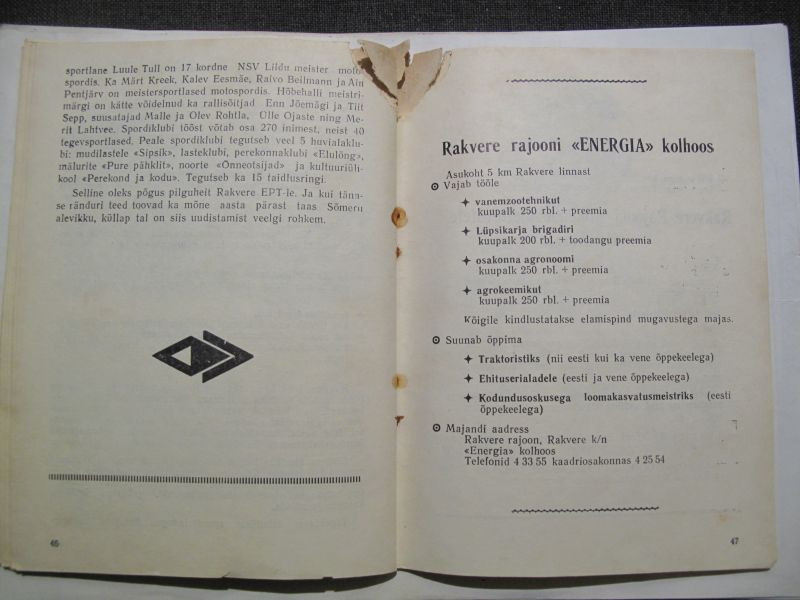 sportlane Luule Tull on 17 kordne NSV Liidu meister moto-
spordis. Ka Märt Kreek, Kalev Eesmäe, Raivo Beilmann ja Ain
Pentjärv on meistersportlased motospordis. Hõbehalli meistri-
märgi on kätte võidelnud ka rallisõitjad Enn Jõemägi ja Tiit
Sepp, suusatajad Malle ja Olev Rohtla, Ülle Ojaste ning Me-
rit Lahtvee. Spordiklubi tööst võtab osa 270 inimest, neist 40
tegevsportlased. Peale spordiklubi tegutseb veel 5 huvialaklu-
bi: mudilastele «Sipsik», lasteklubi, perekonnaklubi «Elulõng»,
mälurite «Pure pähklit», noorte «Õnneotsijad» ja kultuuriüli-
kool «Perekond ja kodu». Tegutseb ka 15 taidlusringi.
Selline oleks põgus pilguheit Rakvere EPT-le. Ja kui täna-
se ränduri teed toovad ka mõne aasta pärast taas Sõmeru
alevikku, küllap tal on siis uudistamist veelgi rohkem.
46
Rakvere rajooni «ENERGIA» kolhoos
Asukoht 5 km Rakvere linnast
Vajab tööle
vanemzootehnikut
kuupalk 250 rbl. + preemia
Lüpsikarja brigadiri
kuupalk 200 rbl. + toodangu preemia
osakonna agronoomi
kuupalk 250 rbl. + preemia
agrokeemikut
kuupalk 250 rbl. + preemia
Kõigile kindlustatakse elamispind mugavustega majas.
Suunab õppima
Traktoristiks (nii eesti kui ka vene õppekeelega)
Ehituserialadele (eesti ja vene õppekeelega)
Kodundusoskusega loomakasvatusmeistriks (eesti
õppekeelega)
Majandi aadress
Rakvere rajoon, Rakvere k/n
«Energia» kolhoos
Telefonid 4 33 55 kaadriosakonnas 4 25 54
47